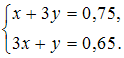 x + 3y = 0,75,
3x + y = 0,65.